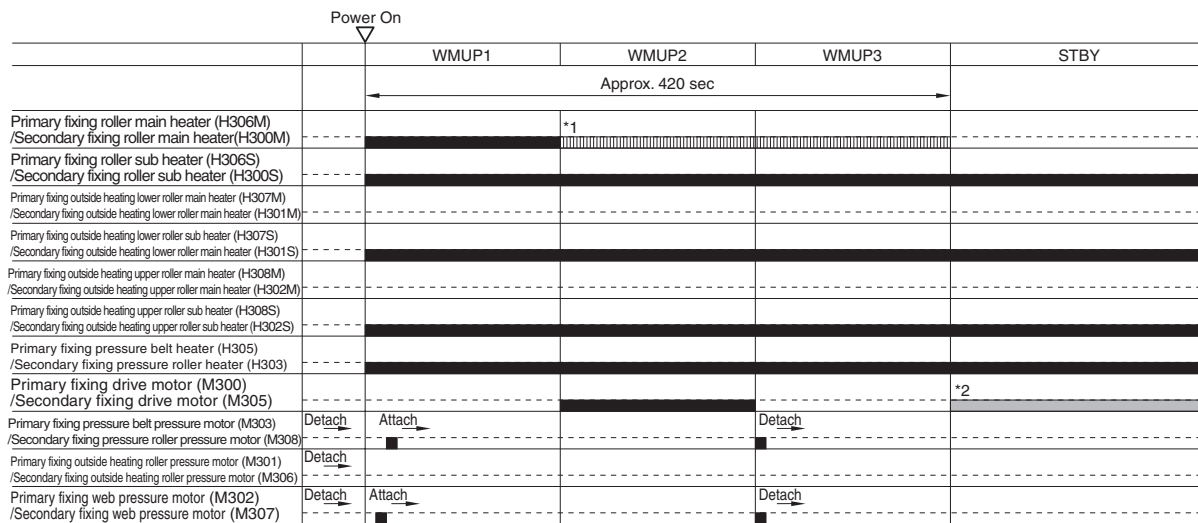 Power On
WMUP1 WMUP2 WMUP3 STBY
Approx. 420 sec
Primary fixing roller main heater (H306M)
/Secondary fixing roller main heater(H300M)
*1
Primary fixing roller sub heater (H306S)
/Secondary fixing roller sub heater (H300S)
Primary fixing outside heating lower roller main heater (H307M)
/Secondary fixing outside heating lower roller main heater (H301M)
Primary fixing outside heating lower roller sub heater (H307S)
/Secondary fixing outside heating lower roller main heater (H301S)
Primary fixing outside heating upper roller main heater (H308M)
/Secondary fixing outside heating upper roller main heater (H302M)
Primary fixing outside heating upper roller sub heater (H308S)
/Secondary fixing outside heating upper roller sub heater (H302S)
Primary fixing pressure belt heater (H305)
/Secondary fixing pressure roller heater (H303)
Primary fixing drive motor (M300)
/Secondary fixing drive motor (M305)
*2
Primary fixing pressure belt pressure motor (M303)
/Secondary fixing pressure roller pressure motor (M308)
Detach Attach Detach
Primary fixing outside heating roller pressure motor (M301)
/Secondary fixing outside heating roller pressure motor (M306)
Detach
Primary fixing web pressure motor (M302)
/Secondary fixing web pressure motor (M307)
Detach Attach Detach